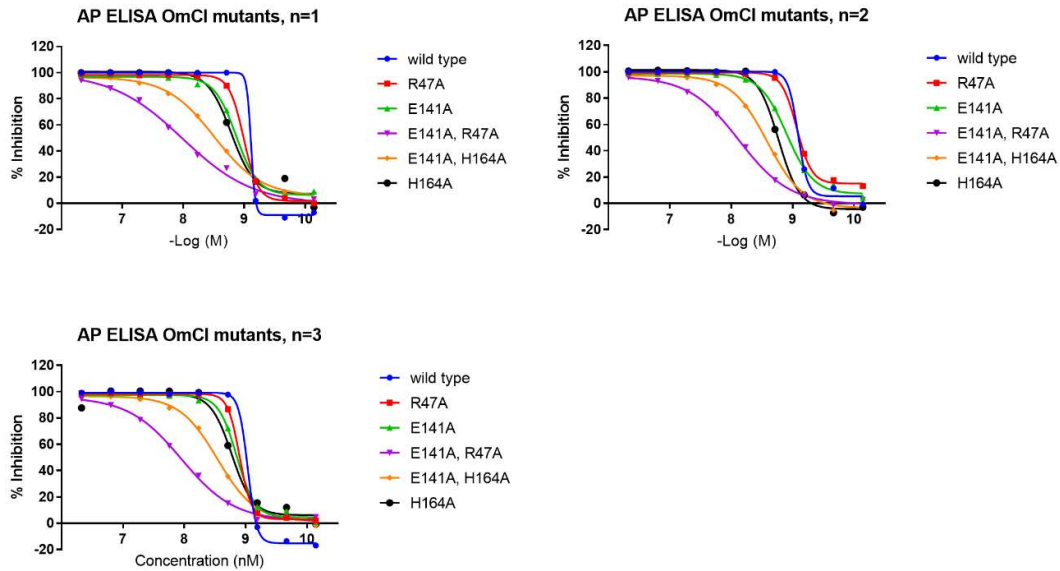 AP ELISA OmCI mutants, n=1
120
100
80
60
40
20
0
-20
% Inhibition
7
8
9
10
-Log (M)
wild type
R47A
E141A
E141A, R47A
E141A, H164A
H164A
AP ELISA OmCI mutants, n=2
120
100
80
60
40
20
0
-20
% Inhibition
7
8
9
10
-Log (M)
wild type
R47A
E141A
E141A, R47A
E141A, H164A
H164A
AP ELISA OmCI mutants, n=3
120
100
80
60
40
20
0
-20
% Inhibition
7
8
9
10
Concentration (nM)
wild type
R47A
E141A
E141A, R47A
E141A, H164A
H164A